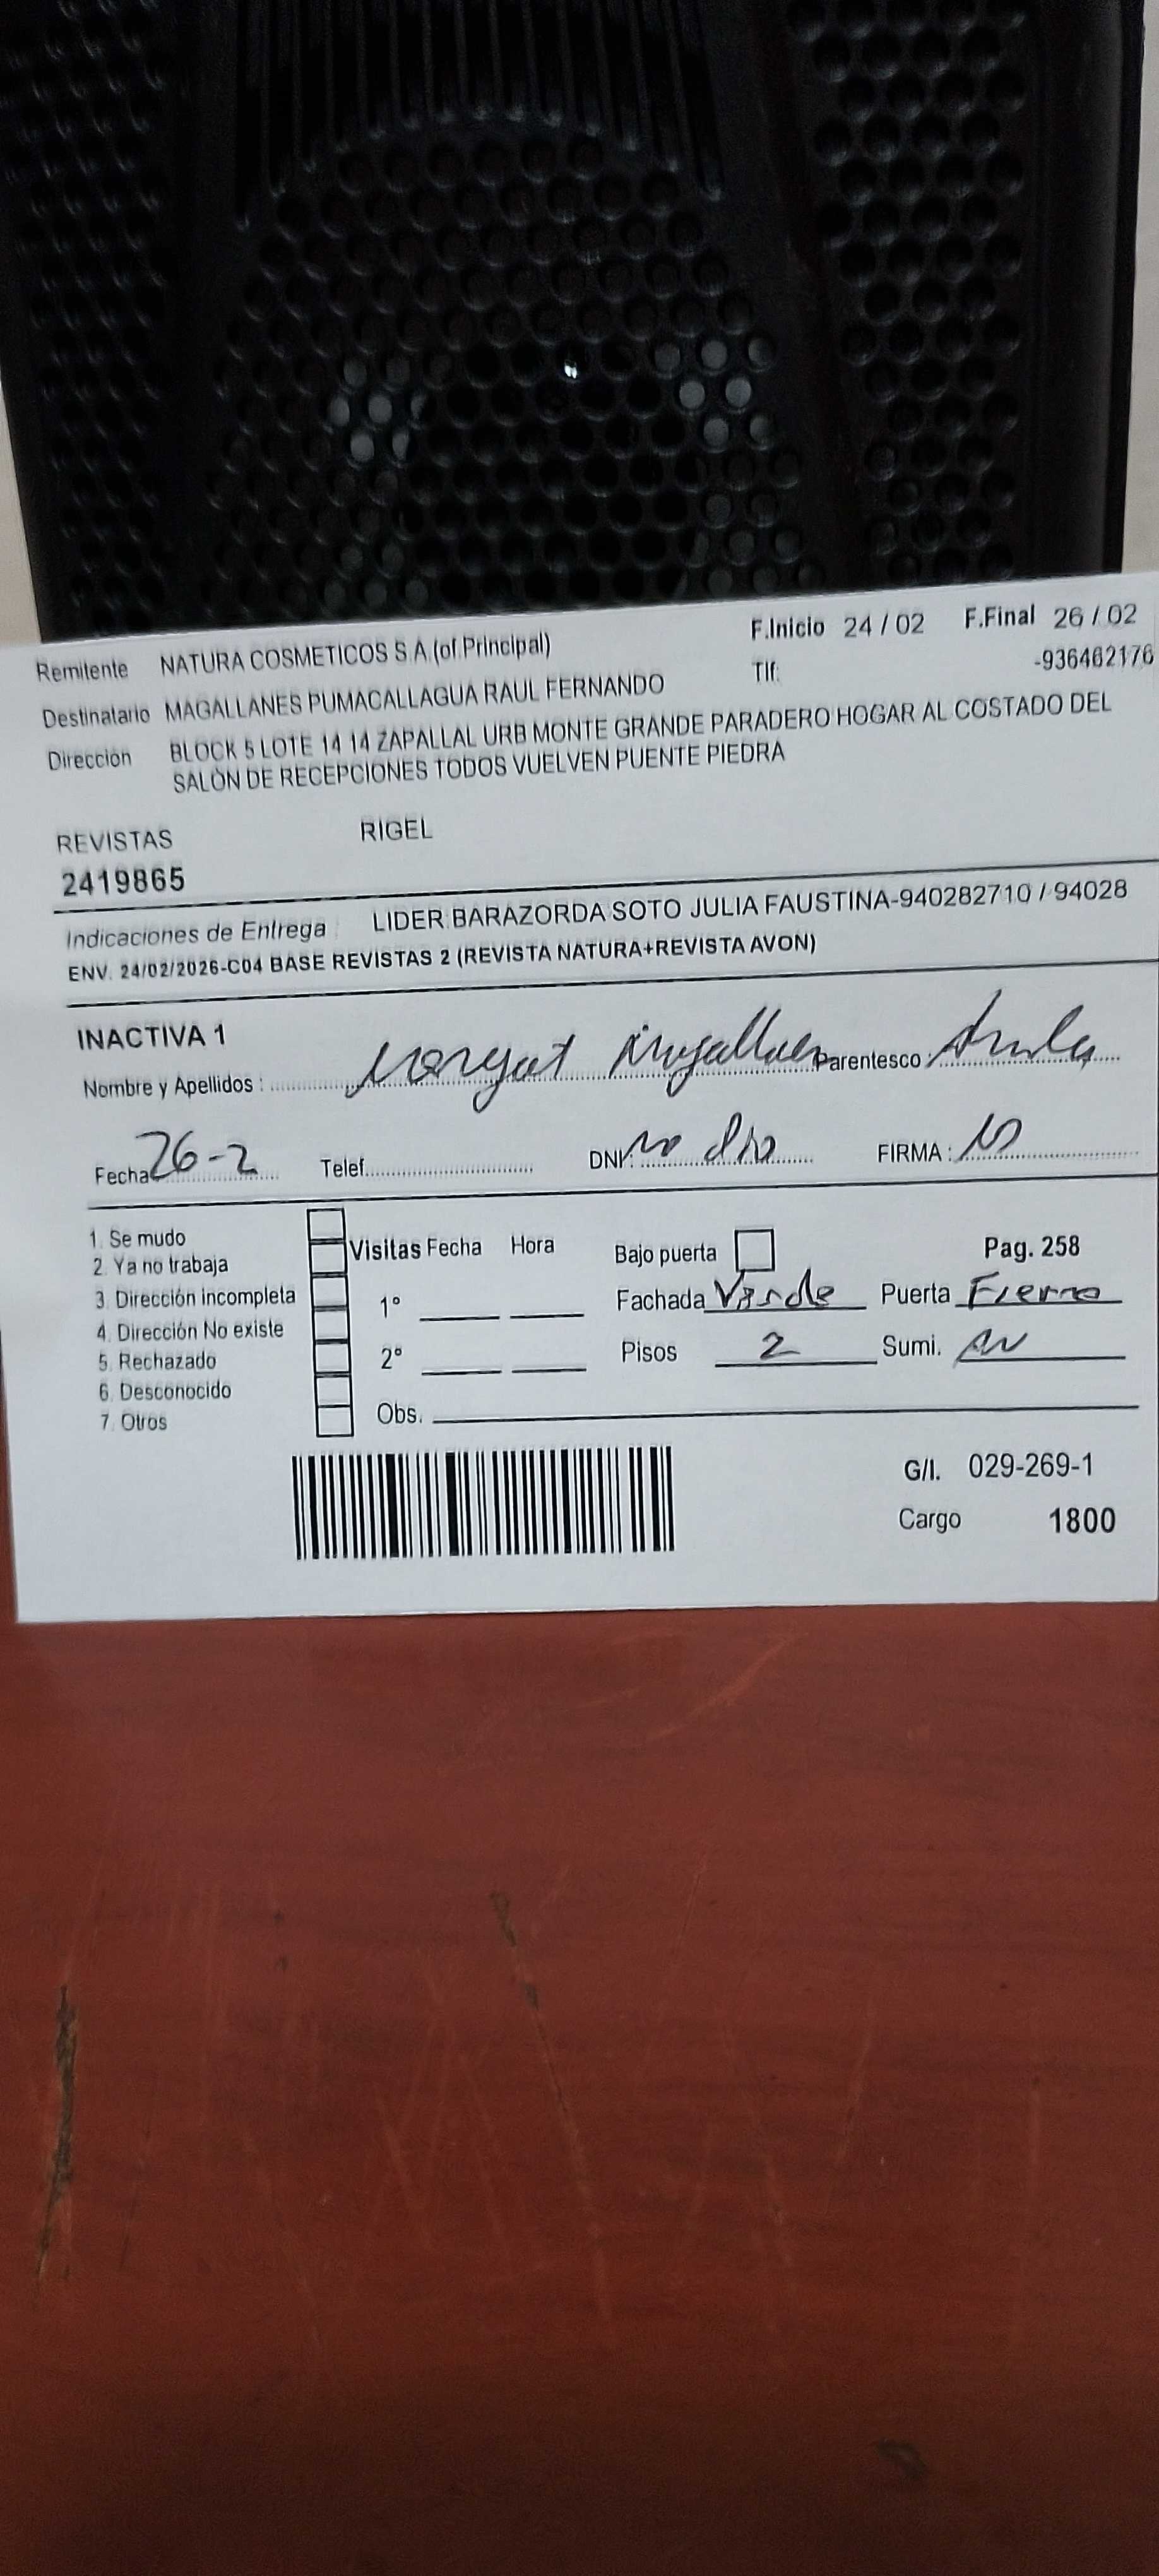 F.Inicio 24 / 02 F.Final 26 / 02
Remitente NATURA COSMETICOS S A (of Principal)
Tlf: -936462176
Destinatario MAGALLANES PUMACALLAGUA RAUL FERNANDO
Dirección BLOCK 5 LOTE 14 14 ZAPALLAL URB MONTE GRANDE PARADERO HOGAR AL COSTADO DEL
SALÓN DE RECEPCIONES TODOS VUELVEN PUENTE PIEDRA
REVISTAS RIGEL
2419865
Indicaciones de Entrega : LIDER BARAZORDA SOTO JULIA FAUSTINA-940282710 / 94028
ENV. 24/02/2026-C04 BASE REVISTAS 2 (REVISTA NATURA+REVISTA AVON)
INACTIVA 1
Nombre y Apellidos : Parentesco
Fecha 26-2 Telef. DNI: no dio FIRMA :
1. Se mudo
2. Ya no trabaja
3. Dirección incompleta
4. Dirección No existe
5. Rechazado
6. Desconocido
7. Otros
Visitas Fecha Hora
1°
2°
Obs.
Bajo puerta Pag. 258
Fachada Verde Puerta Fierro
Pisos 2 Sumi.
G/I. 029-269-1
Cargo 1800